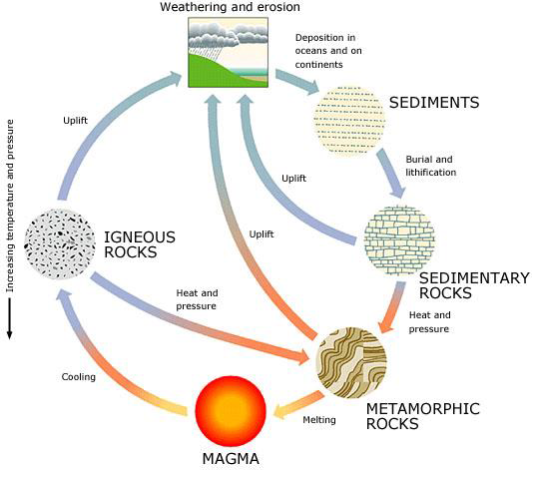 Weathering and erosion
Deposition in
oceans and on
continents
SEDIMENTS
Uplift
Burial and
lithification
Increasing temperature and pressure
Uplift
Uplift
IGNEOUS
ROCKS
SEDIMENTARY
ROCKS
Heat and
pressure
Heat and
pressure
Cooling
METAMORPHIC
ROCKS
Melting
MAGMA